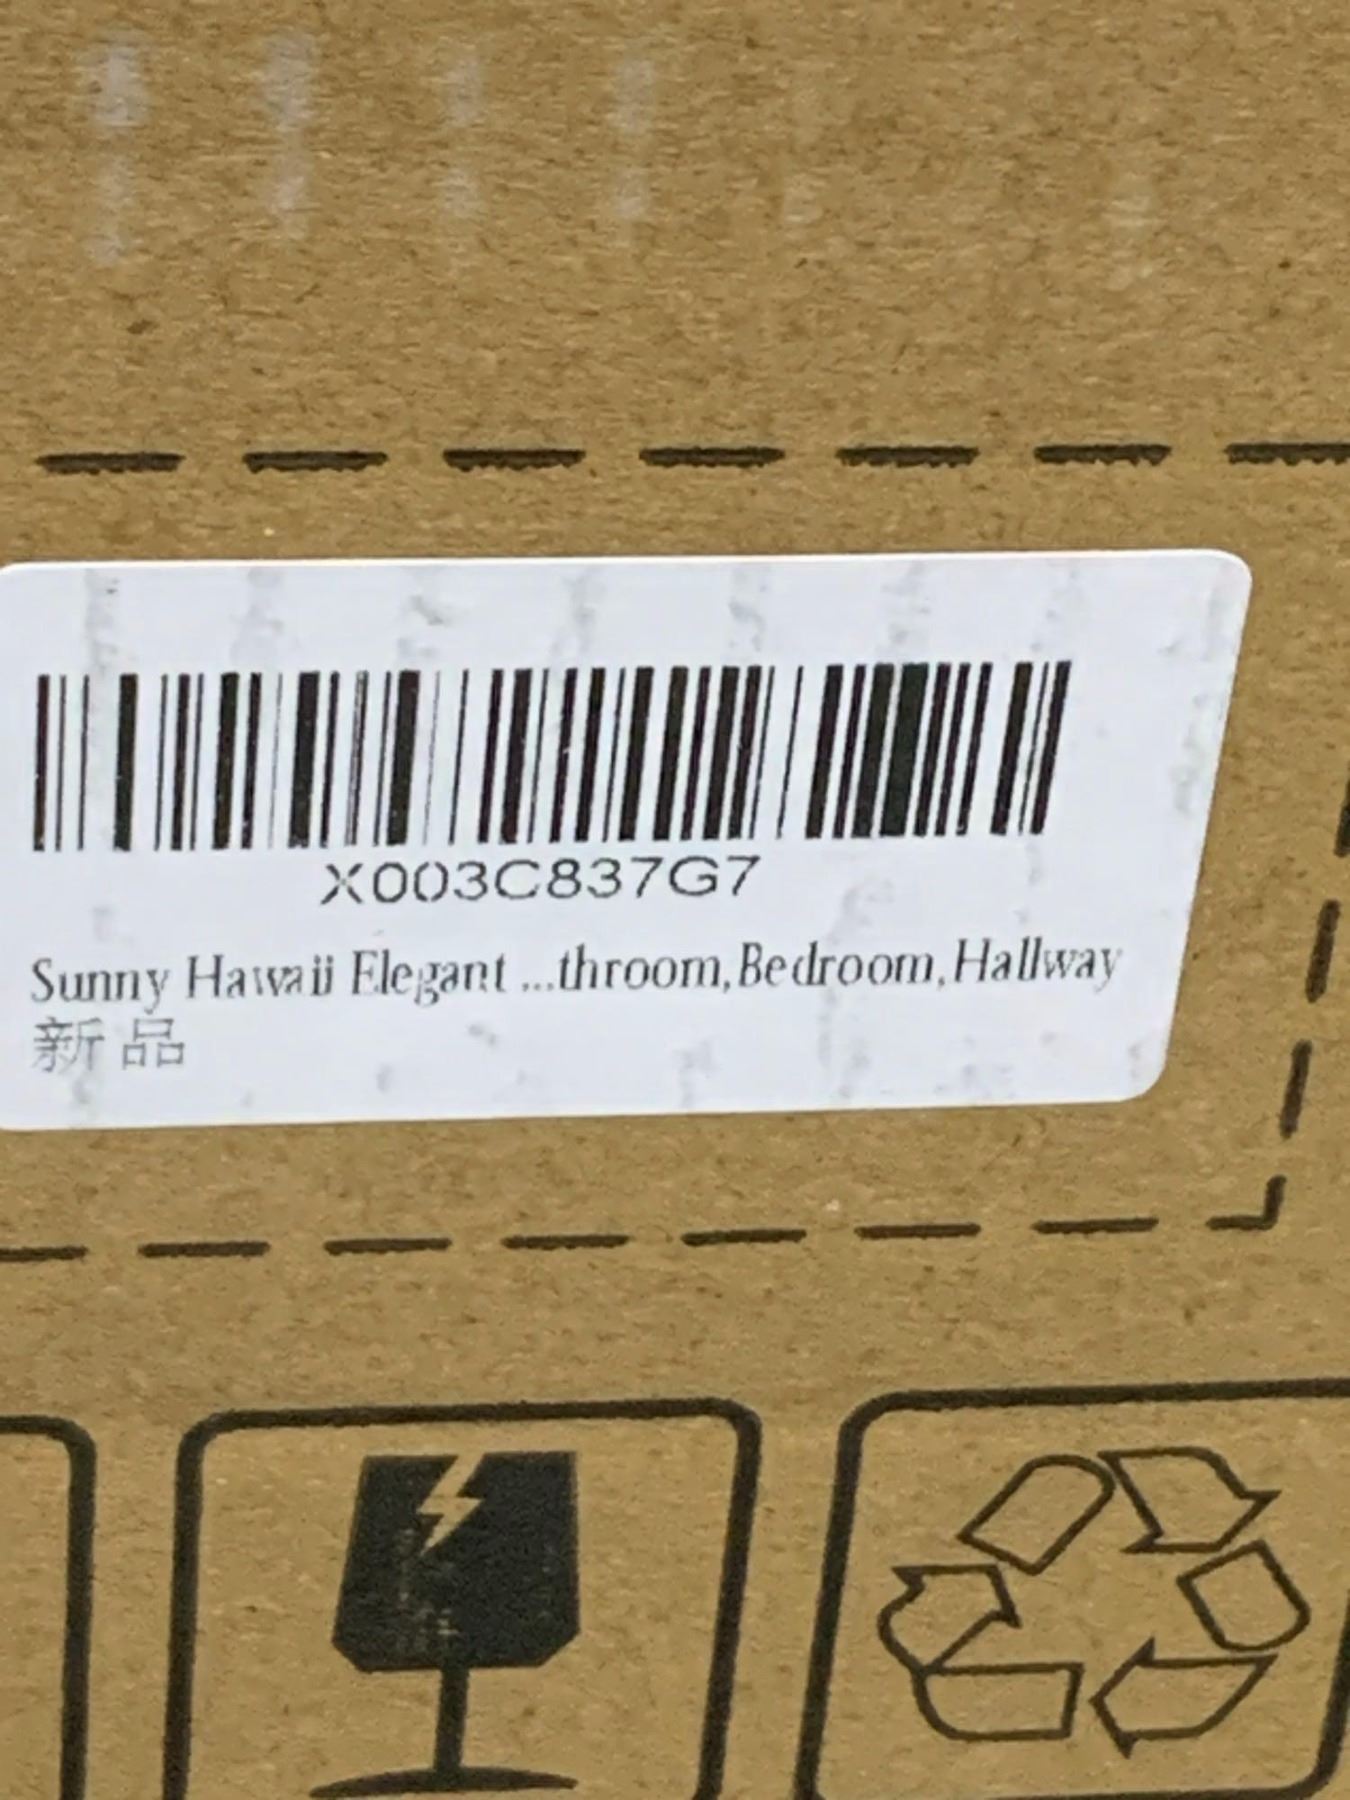 X003C837G7
Sunny Hawaii Elegant ...throom,Bedroom,Hallway
新品